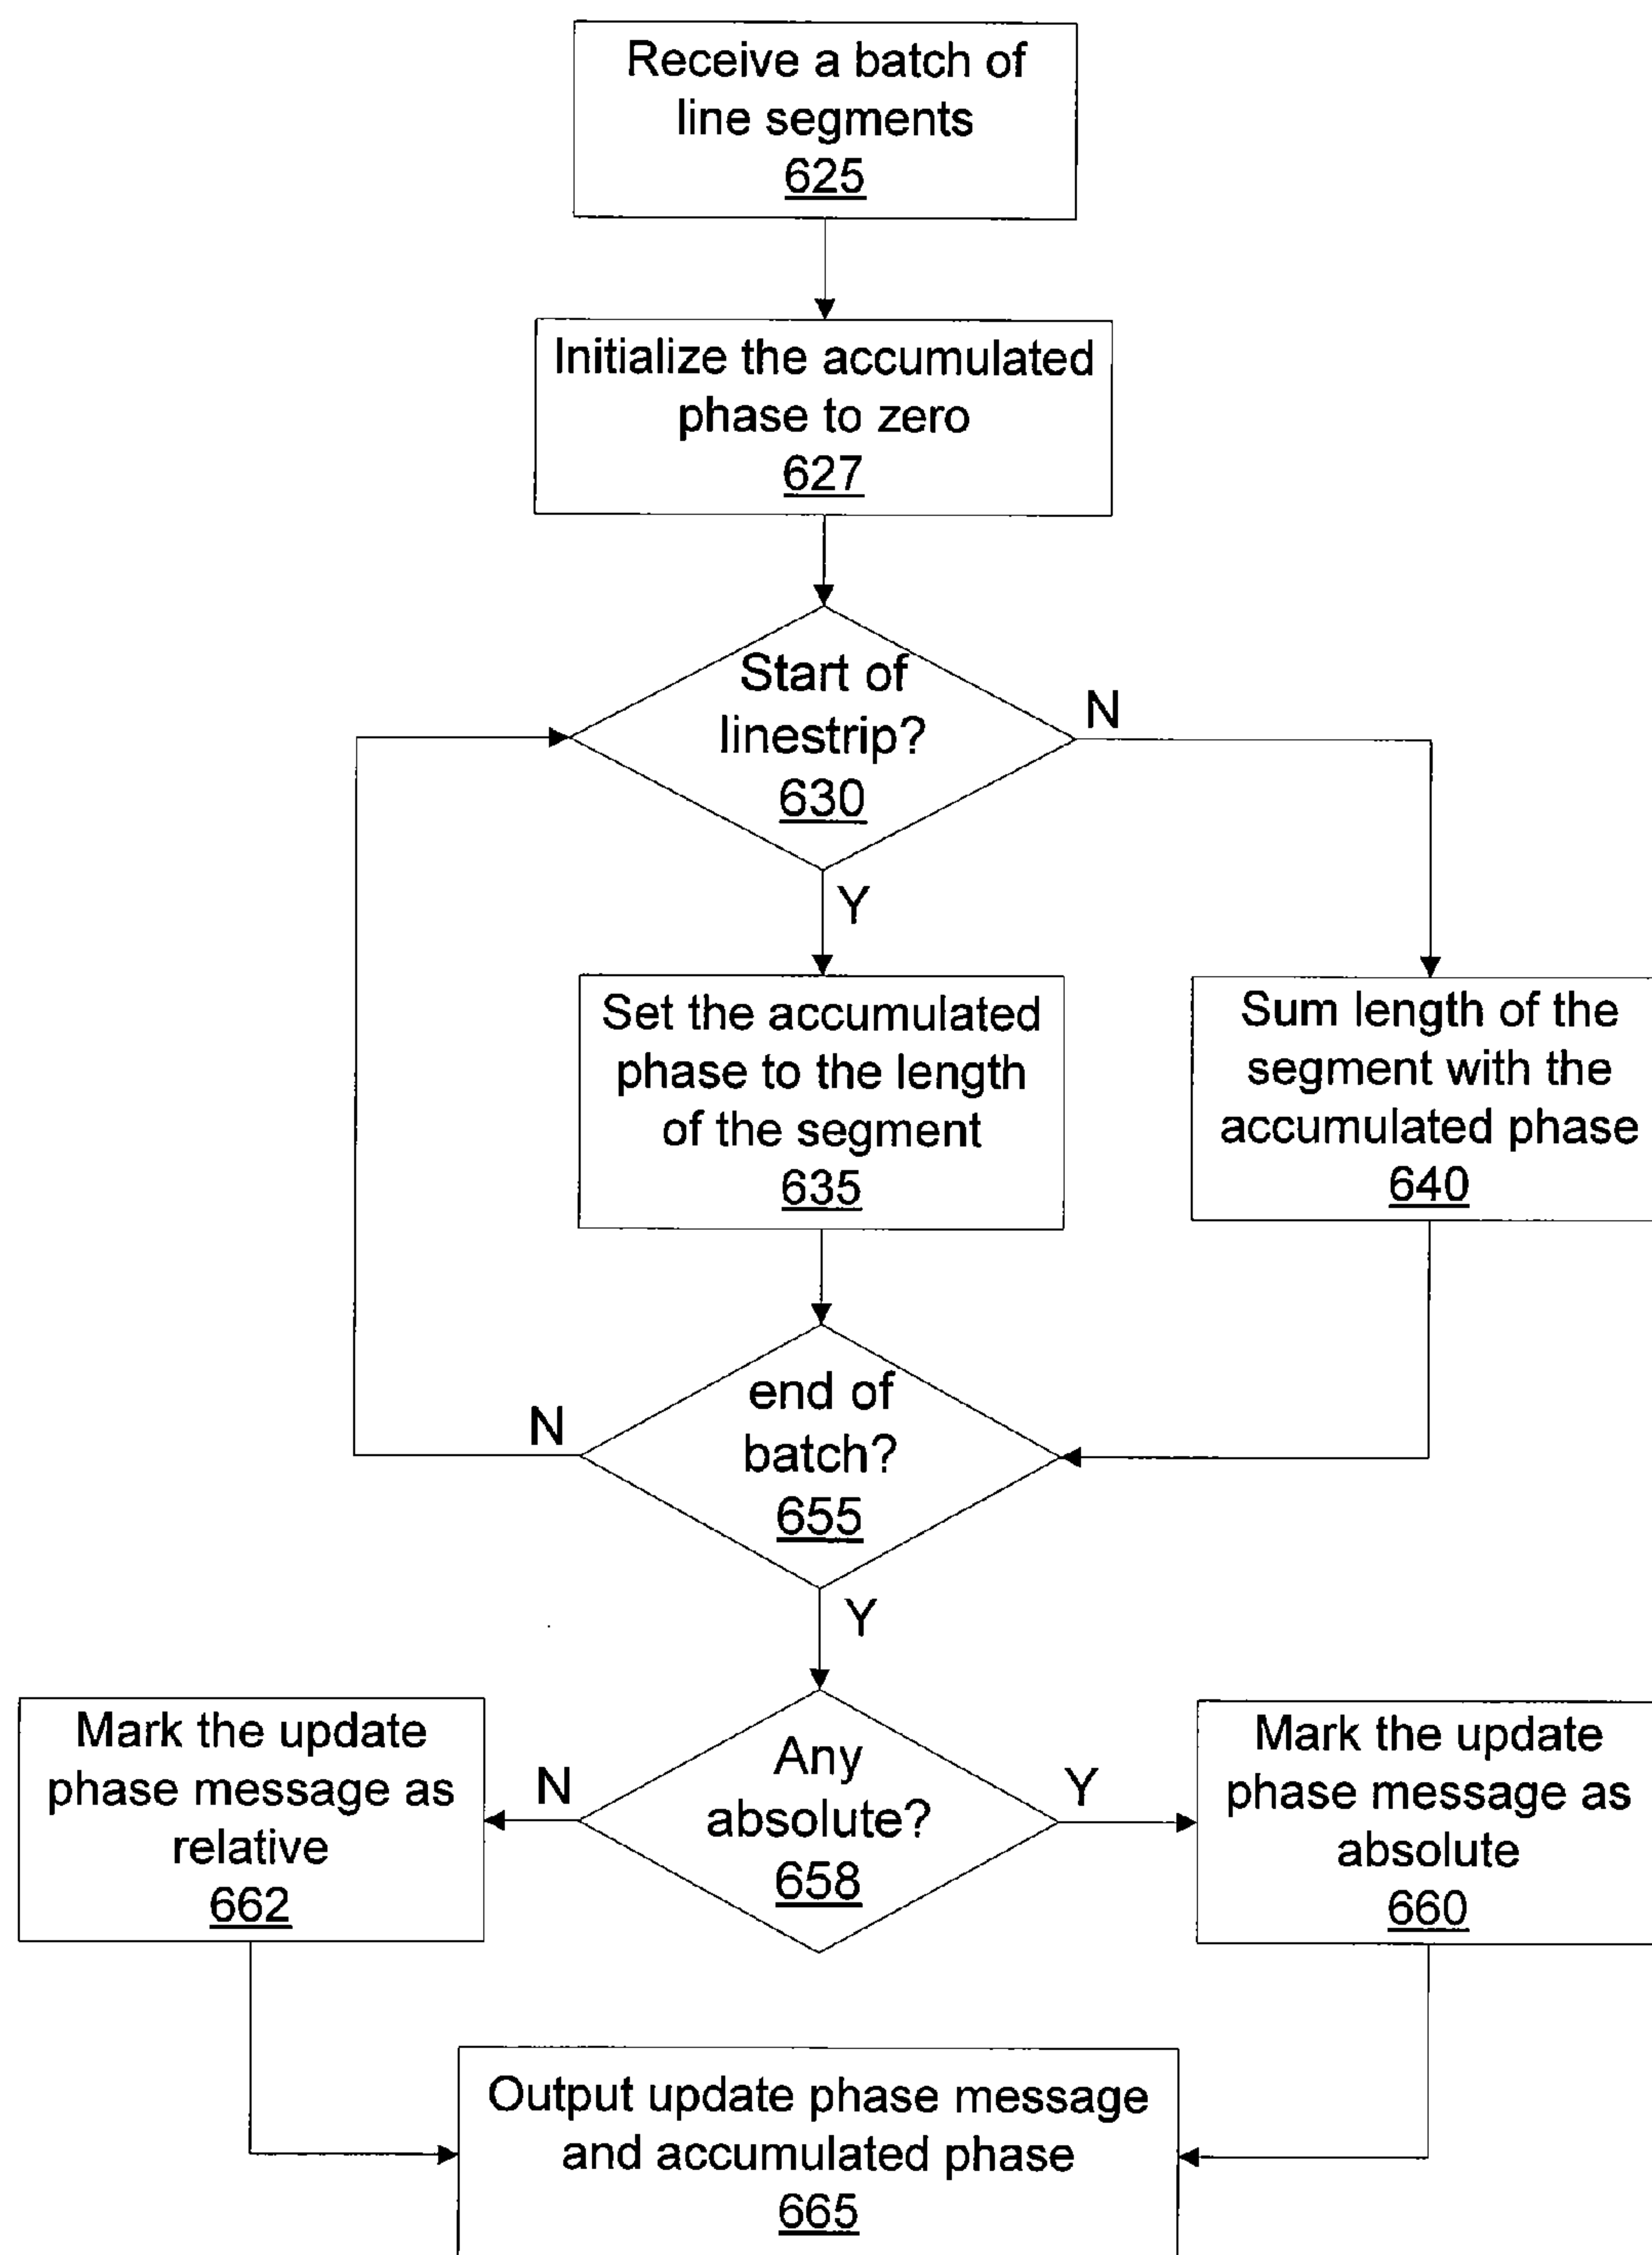 Receive a batch of
line segments
625
Initialize the accumulated
phase to zero
627
Start of
linestrip?
630
N
Y
Set the accumulated
phase to the length
of the segment
635
Sum length of the
segment with the
accumulated phase
640
end of
batch?
655
N
Y
Mark the update
phase message as
relative
662
N
Any
absolute?
658
Y
Mark the update
phase message as
absolute
660
Output update phase message
and accumulated phase
665